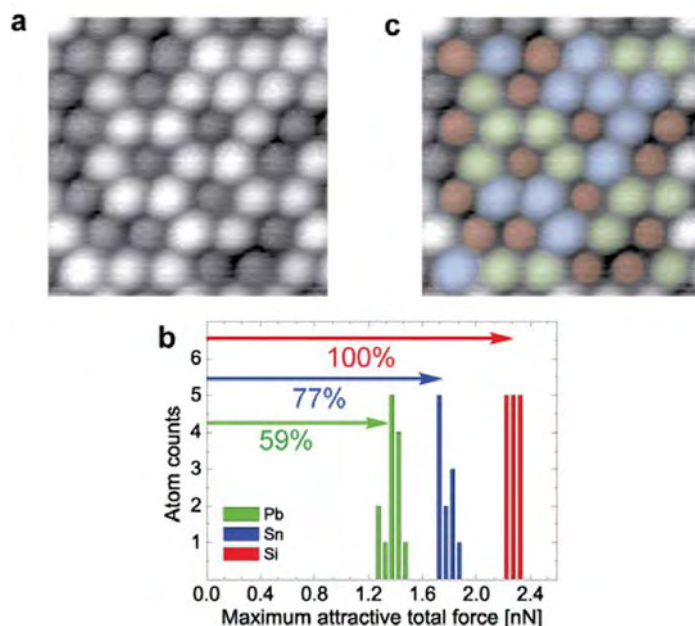 a
c
b
6
5
4
3
2
1
Atom counts
100%
77%
59%
Pb
Sn
Si
0.0 0.4 0.8 1.2 1.6 2.0 2.4
Maximum attractive total force [nN]